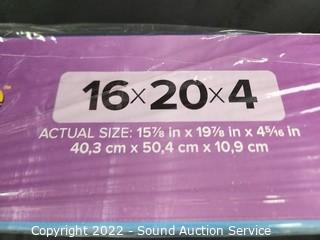 16x20x4
ACTUAL SIZE: 15⅞ in x 19⅞ in x 4⁵⁄₁₆ in
40,3 cm x 50,4 cm x 10,9 cm
Copyright 2022 - Sound Auction Service